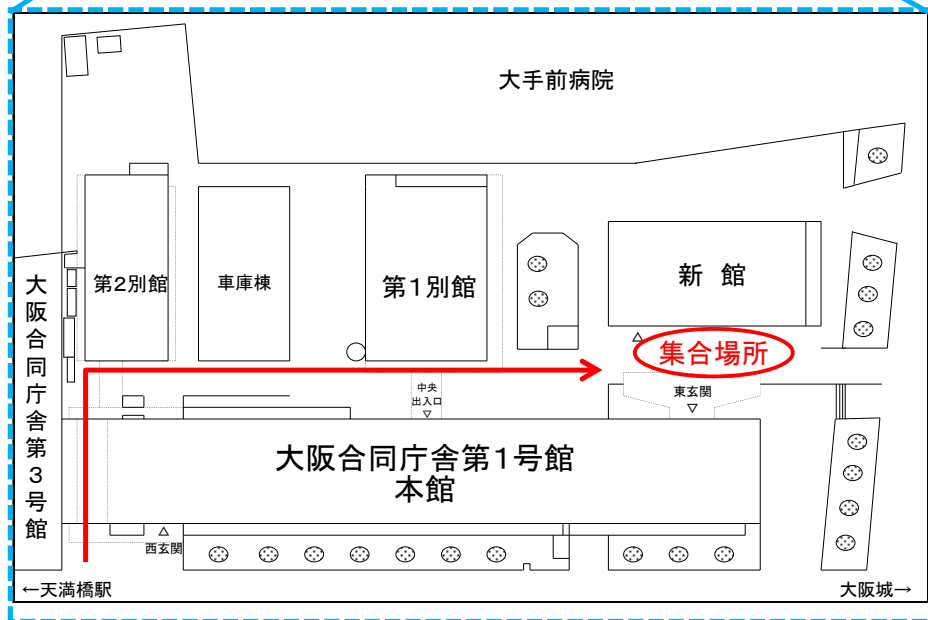 大手前病院
第2別館
車庫棟
第1別館
新 館
集合場所
大阪合同庁舎第3号館
中央
出入口
▽
東玄関
▽
大阪合同庁舎第1号館
本館
△
西玄関
←天満橋駅
大阪城→